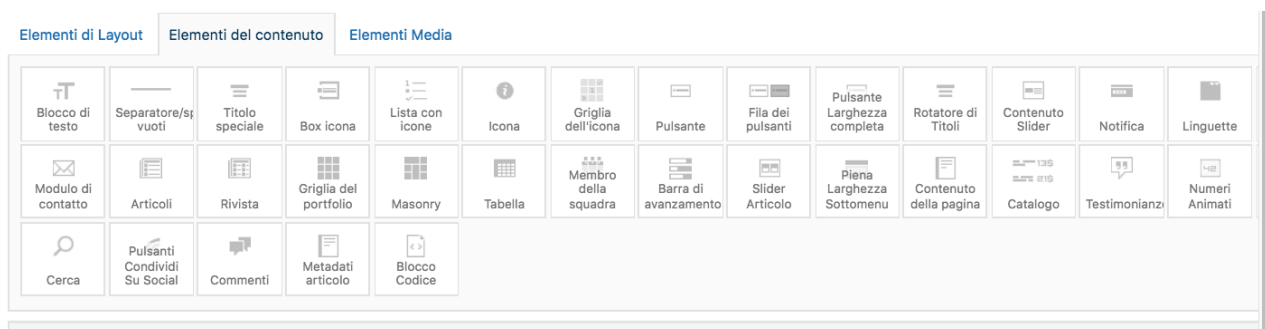 Elementi di Layout
Elementi del contenuto
Elementi Media
Blocco di
testo
Separatore/sp
vuoti
Titolo
speciale
Box icona
Lista con
icone
Icona
Griglia
dell'icona
Pulsante
Fila dei
pulsanti
Pulsante
Larghezza
completa
Rotatore di
Titoli
Contenuto
Slider
Notifica
Linguette
Modulo di
contatto
Articoli
Rivista
Griglia del
portfolio
Masonry
Tabella
Membro
della
squadra
Barra di
avanzamento
Slider
Articolo
Piena
Larghezza
Sottomenu
Contenuto
della pagina
13$
21$
Catalogo
Testimonianz
42
Numeri
Animati
Cerca
Pulsanti
Condividi
Su Social
Commenti
Metadati
articolo
Blocco
Codice